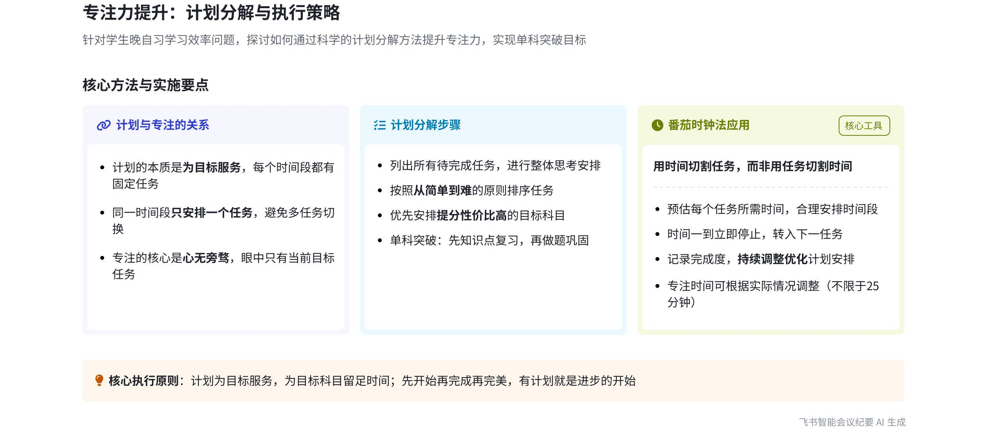 专注力提升：计划分解与执行策略
针对学生晚自习学习效率问题，探讨如何通过科学的计划分解方法提升专注力，实现单科突破目标
核心方法与实施要点
计划与专注的关系
计划的本质是为目标服务，每个时间段都有
固定任务
同一时间段只安排一个任务，避免多任务切
换
专注的核心是心无旁骛，眼中只有当前目标
任务
计划分解步骤
列出所有待完成任务，进行整体思考安排
按照从简单到难的原则排序任务
优先安排提分性价比高的目标科目
单科突破：先知识点复习，再做题巩固
番茄时钟法应用
核心工具
用时间切割任务，而非用任务切割时间
预估每个任务所需时间，合理安排时间段
时间一到立即停止，转入下一任务
记录完成度，持续调整优化计划安排
专注时间可根据实际情况调整（不限于25
分钟）
核心执行原则：计划为目标服务，为目标科目留足时间；先开始再完成再完美，有计划就是进步的开始
飞书智能会议纪要 AI 生成